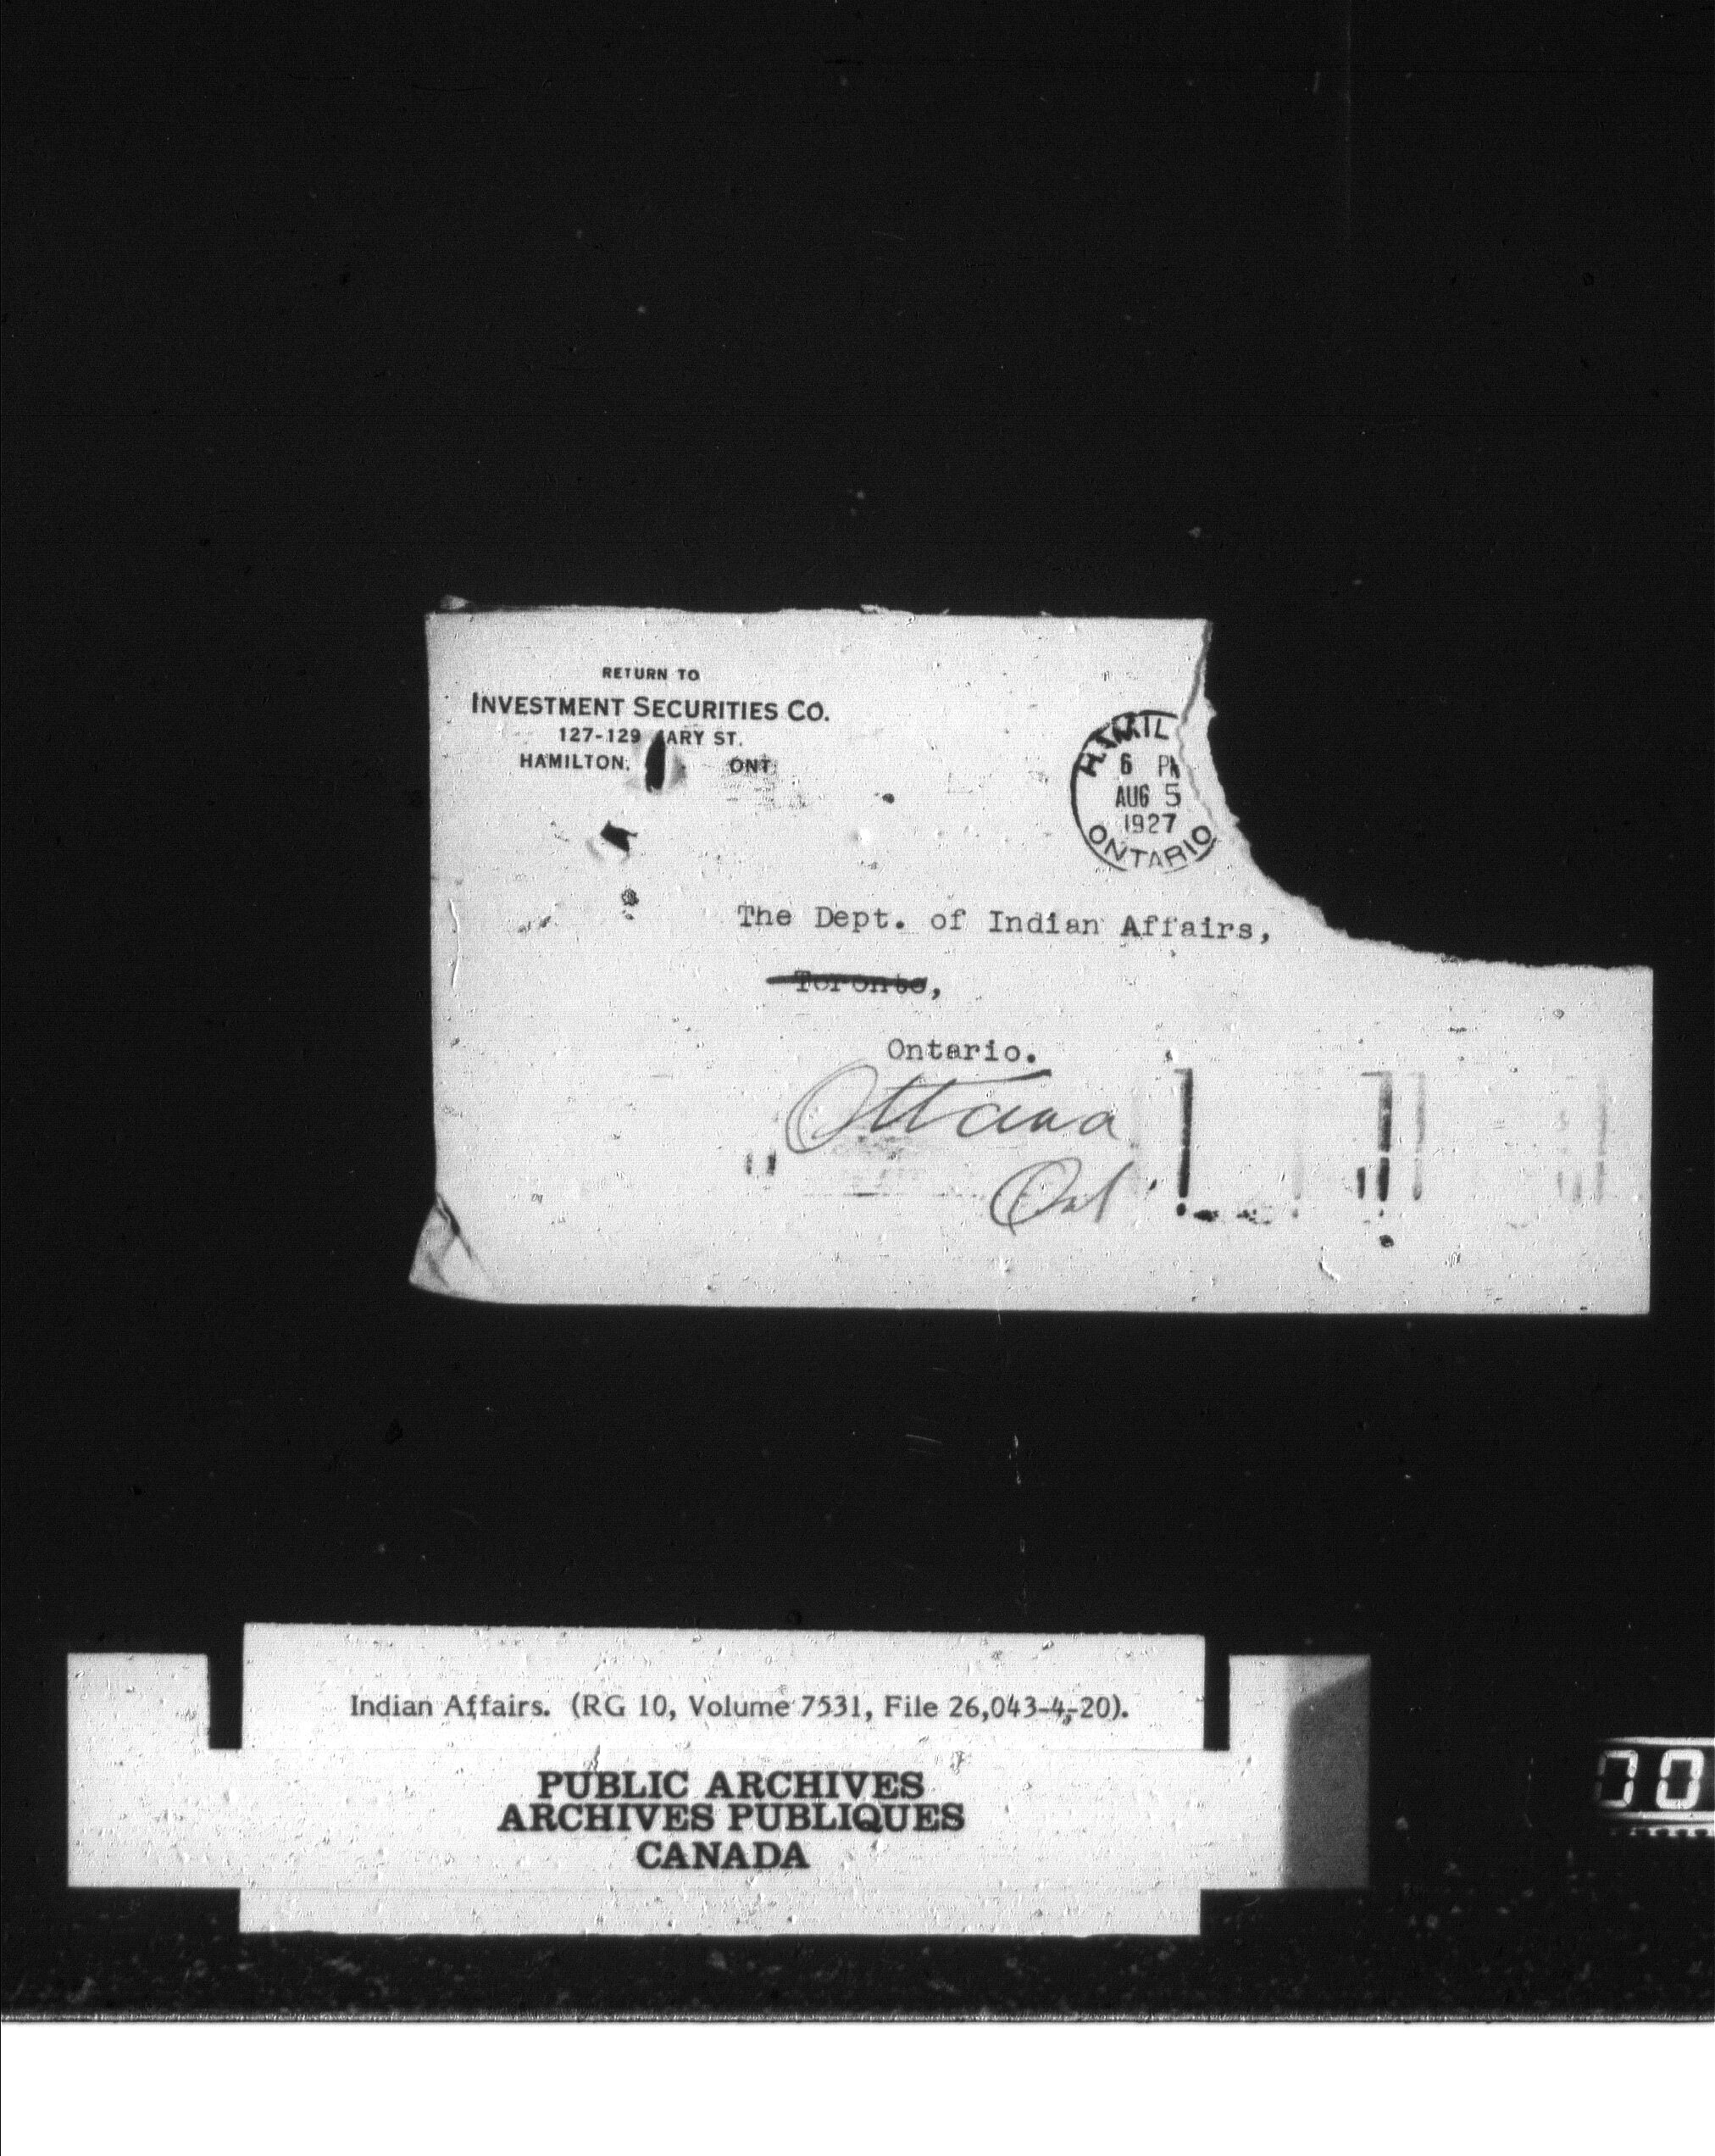 RETURN TO
INVESTMENT SECURITIES CO.
127-129 ARY ST.
HAMILTON, ONT
HAMIL
6 PM
AUG 5
1927
ONTARIO
The Dept. of Indian Affairs,
Toronto,
Ontario.
Ottawa
Ont
Indian Affairs. (RG 10, Volume 7531, File 26,043-4,-20).
PUBLIC ARCHIVES
ARCHIVES PUBLIQUES
CANADA
00